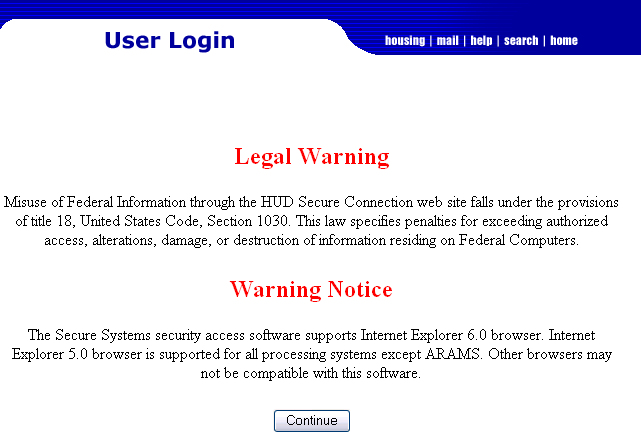 User Login
housing | mail | help | search | home
Legal Warning
Misuse of Federal Information through the HUD Secure Connection web site falls under the provisions
of title 18, United States Code, Section 1030. This law specifies penalties for exceeding authorized
access, alterations, damage, or destruction of information residing on Federal Computers.
Warning Notice
The Secure Systems security access software supports Internet Explorer 6.0 browser. Internet
Explorer 5.0 browser is supported for all processing systems except ARAMS. Other browsers may
not be compatible with this software.
Continue